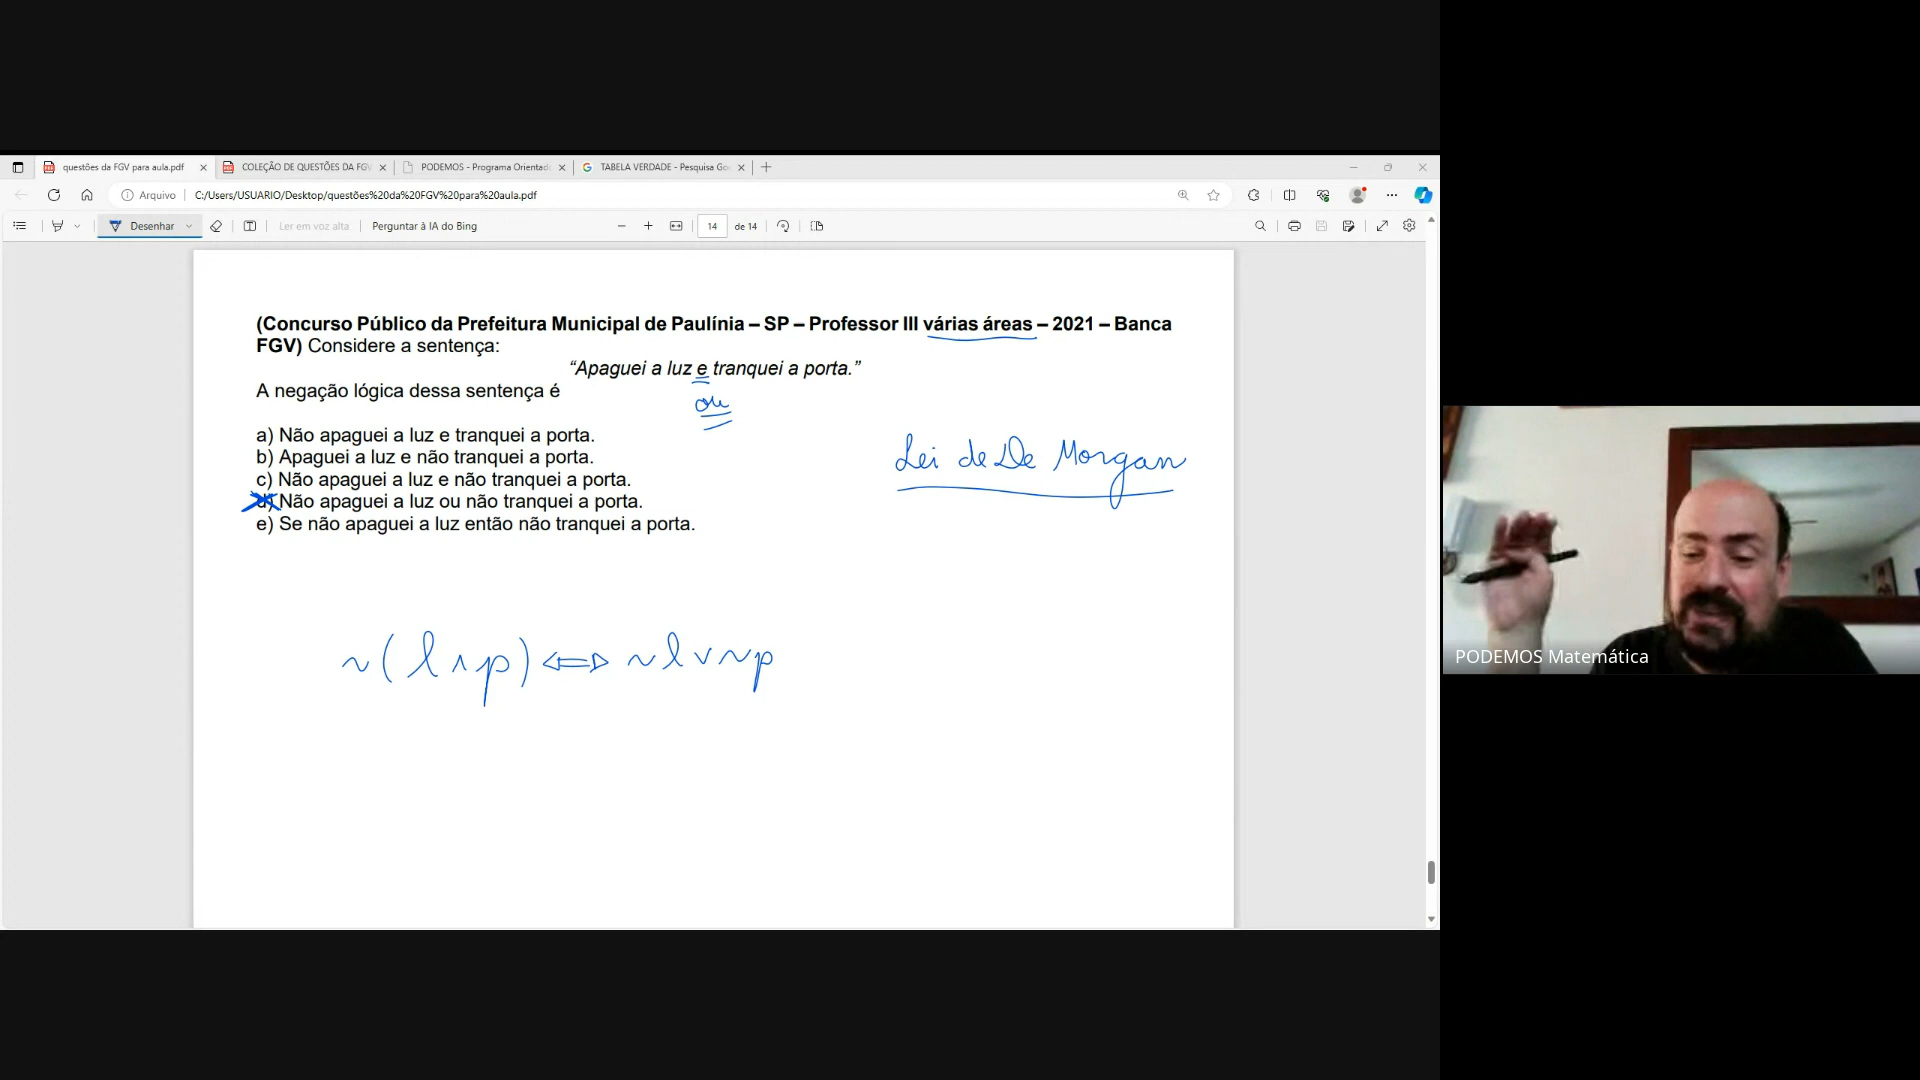 questões da FGV para aula.pdf
COLEÇÃO DE QUESTÕES DA FGV
PODEMOS - Programa Orientad
TABELA VERDADE - Pesquisa Go
Arquivo
C:/Users/USUARIO/Desktop/questões%20da%20FGV%20para%20aula.pdf
Desenhar
Ler em voz alta
Perguntar à IA do Bing
14
de 14
(Concurso Público da Prefeitura Municipal de Paulínia – SP – Professor III várias áreas – 2021 – Banca
FGV) Considere a sentença:
“Apaguei a luz e tranquei a porta.”
A negação lógica dessa sentença é
ou
a) Não apaguei a luz e tranquei a porta.
b) Apaguei a luz e não tranquei a porta.
c) Não apaguei a luz e não tranquei a porta.
d) Não apaguei a luz ou não tranquei a porta.
e) Se não apaguei a luz então não tranquei a porta.
Lei de De Morgan
~(l ∧ p) ⇔ ~l ∨ ~p
PODEMOS Matemática